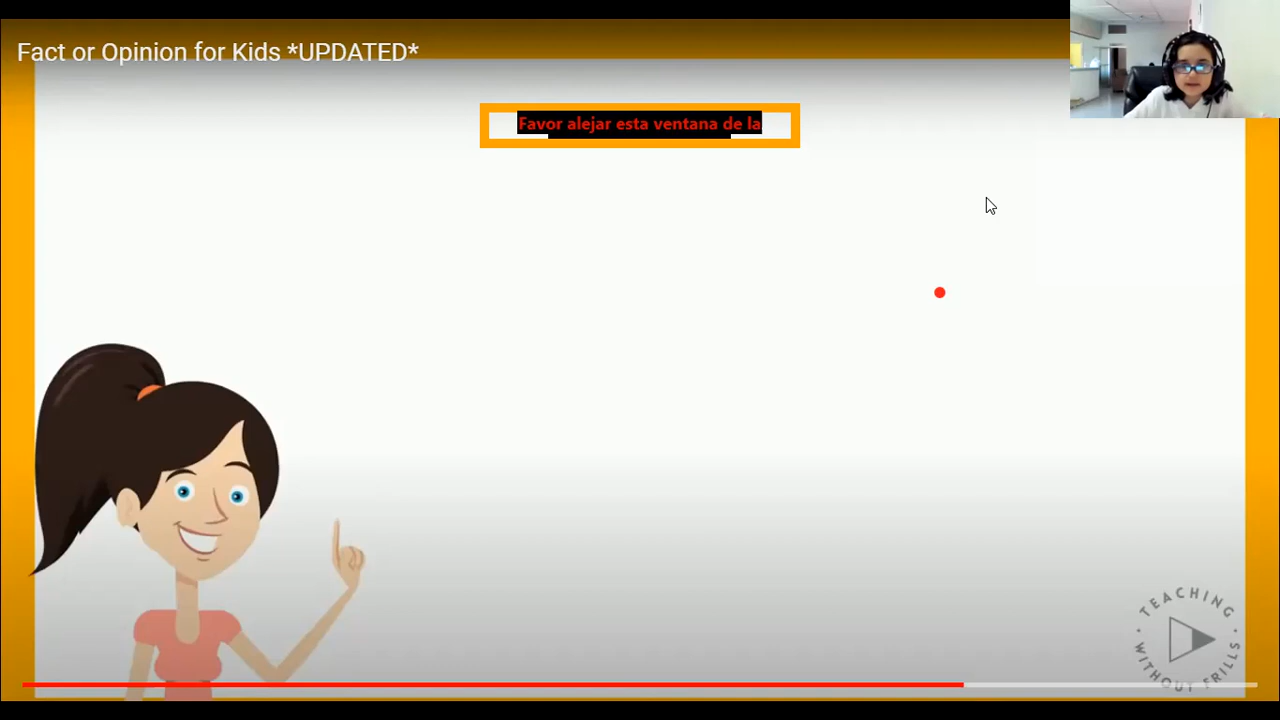 Fact or Opinion for Kids *UPDATED*
Favor alejar esta ventana de la
TEACHING
WITHOUT FRILLS